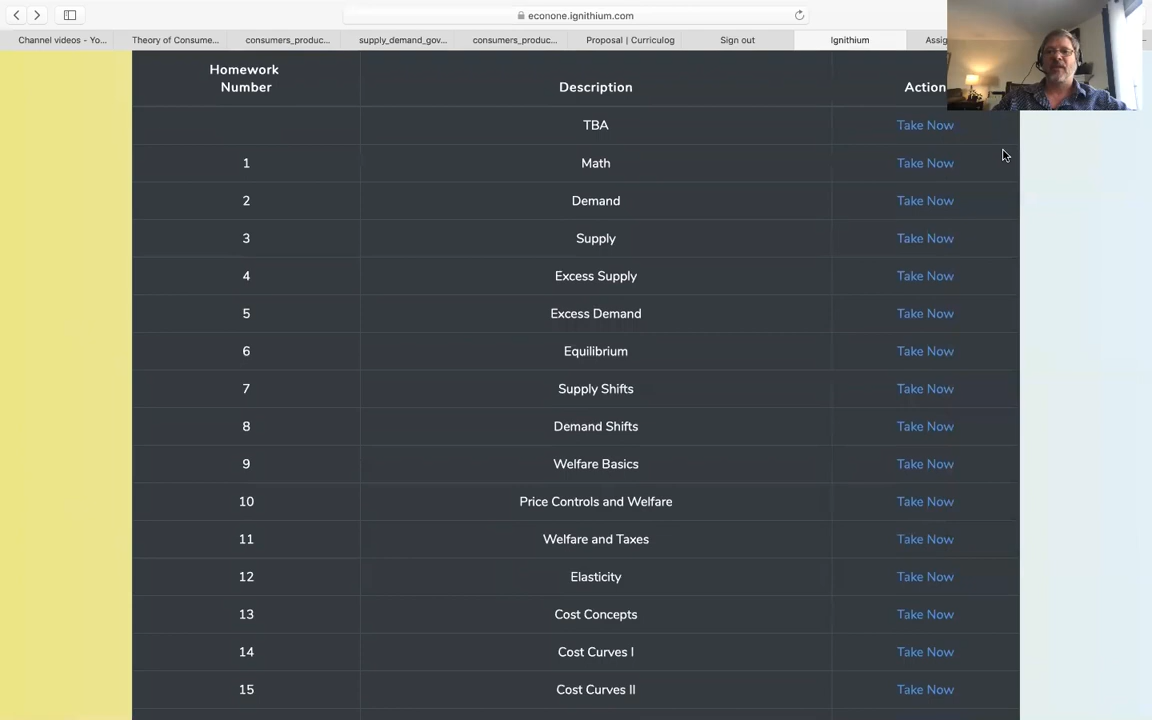 econone.ignithium.com
Channel videos - Yo...
Theory of Consume...
consumers_produc...
supply_demand_gov...
consumers_produc...
Proposal | Curriculog
Sign out
Ignithium
Assig
Homework
Number
Description
Action
TBA
Take Now
1
Math
Take Now
2
Demand
Take Now
3
Supply
Take Now
4
Excess Supply
Take Now
5
Excess Demand
Take Now
6
Equilibrium
Take Now
7
Supply Shifts
Take Now
8
Demand Shifts
Take Now
9
Welfare Basics
Take Now
10
Price Controls and Welfare
Take Now
11
Welfare and Taxes
Take Now
12
Elasticity
Take Now
13
Cost Concepts
Take Now
14
Cost Curves I
Take Now
15
Cost Curves II
Take Now